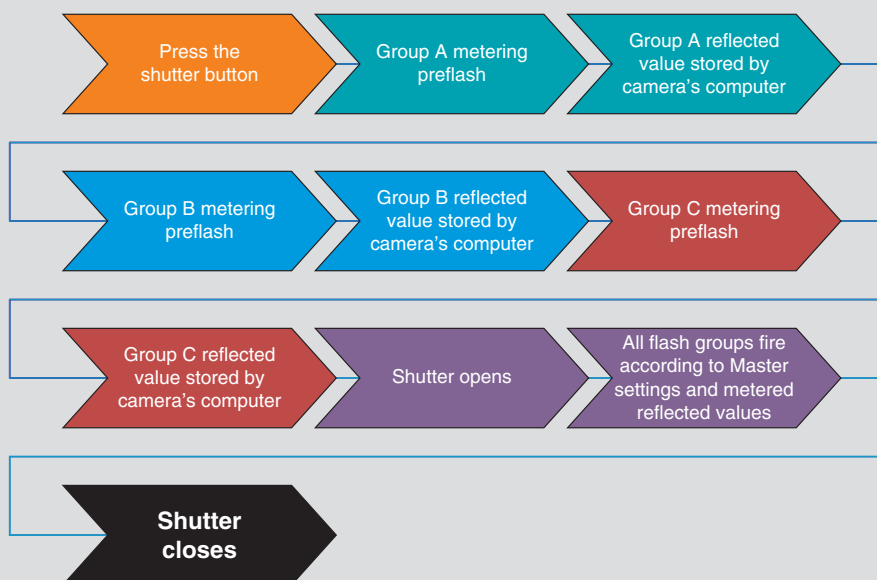 Press the
shutter button
Group A metering
preflash
Group A reflected
value stored by
camera's computer
Group B metering
preflash
Group B reflected
value stored by
camera's computer
Group C metering
preflash
Group C reflected
value stored by
camera's computer
Shutter opens
All flash groups fire
according to Master
settings and metered
reflected values
Shutter
closes